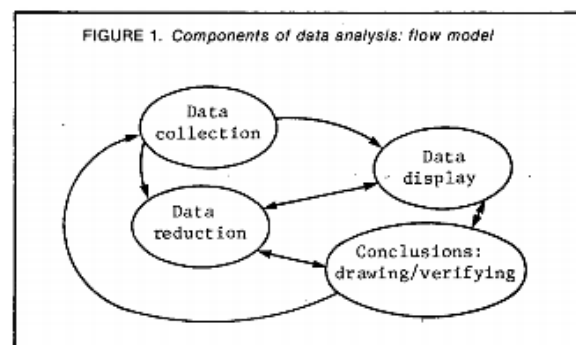 FIGURE 1. Components of data analysis: flow model
Data
collection
Data
display
Data
reduction
Conclusions:
drawing/verifying